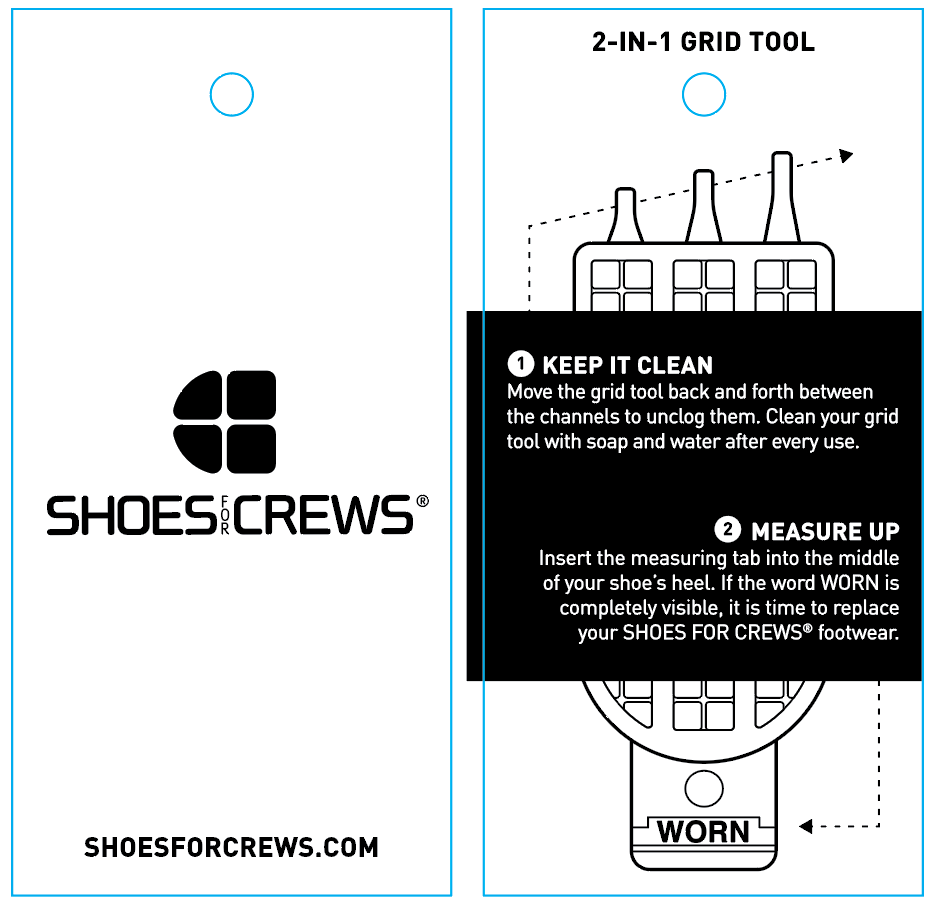 SHOES FOR CREWS®
SHOESFORCREWS.COM
2-IN-1 GRID TOOL
1 KEEP IT CLEAN
Move the grid tool back and forth between
the channels to unclog them. Clean your grid
tool with soap and water after every use.
2 MEASURE UP
Insert the measuring tab into the middle
of your shoe's heel. If the word WORN is
completely visible, it is time to replace
your SHOES FOR CREWS® footwear.
WORN